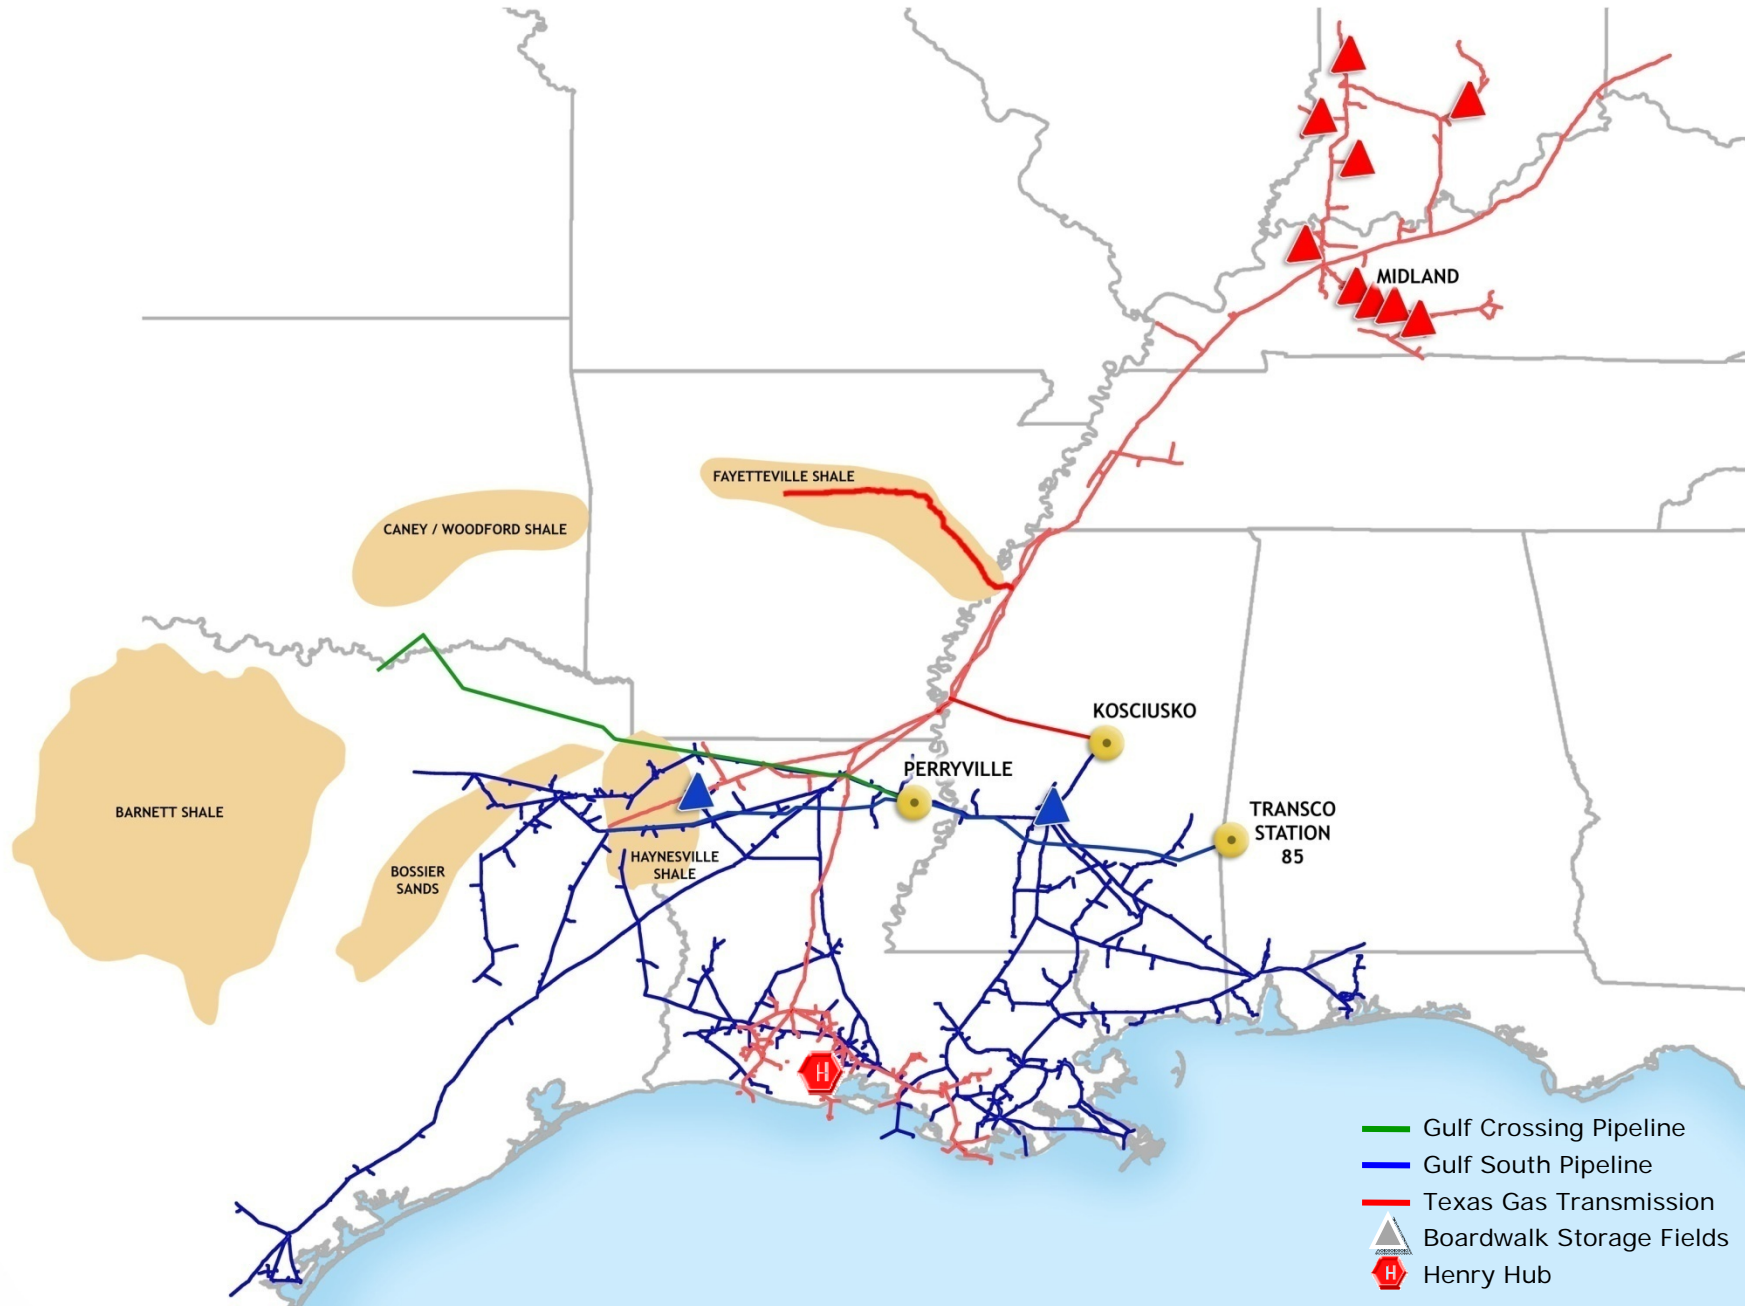 MIDLAND
FAYETTEVILLE SHALE
CANEY / WOODFORD SHALE
KOSCIUSKO
PERRYVILLE
TRANSCO
STATION
85
BARNETT SHALE
HAYNESVILLE
SHALE
BOSSIER
SANDS
H
Gulf Crossing Pipeline
Gulf South Pipeline
Texas Gas Transmission
Boardwalk Storage Fields
H
Henry Hub